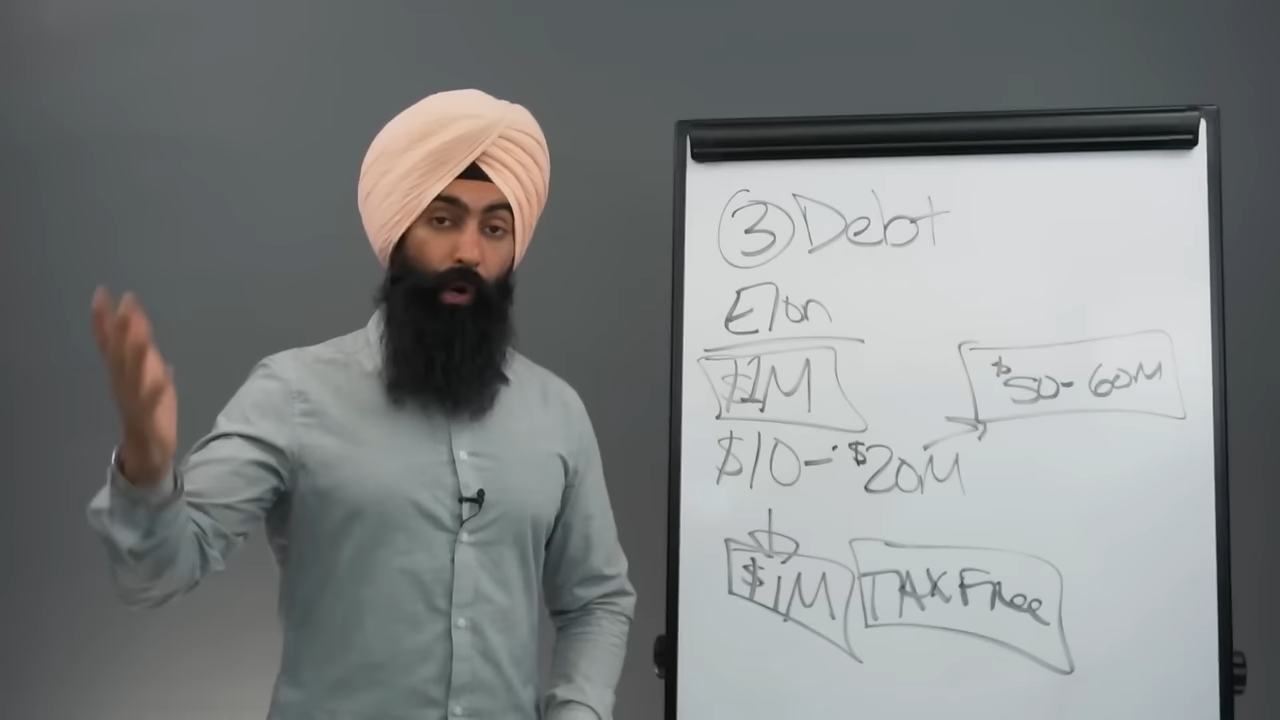 ③ Debt
Elon
$1M
$50-60M
$10-$20M
$1M TAX Free